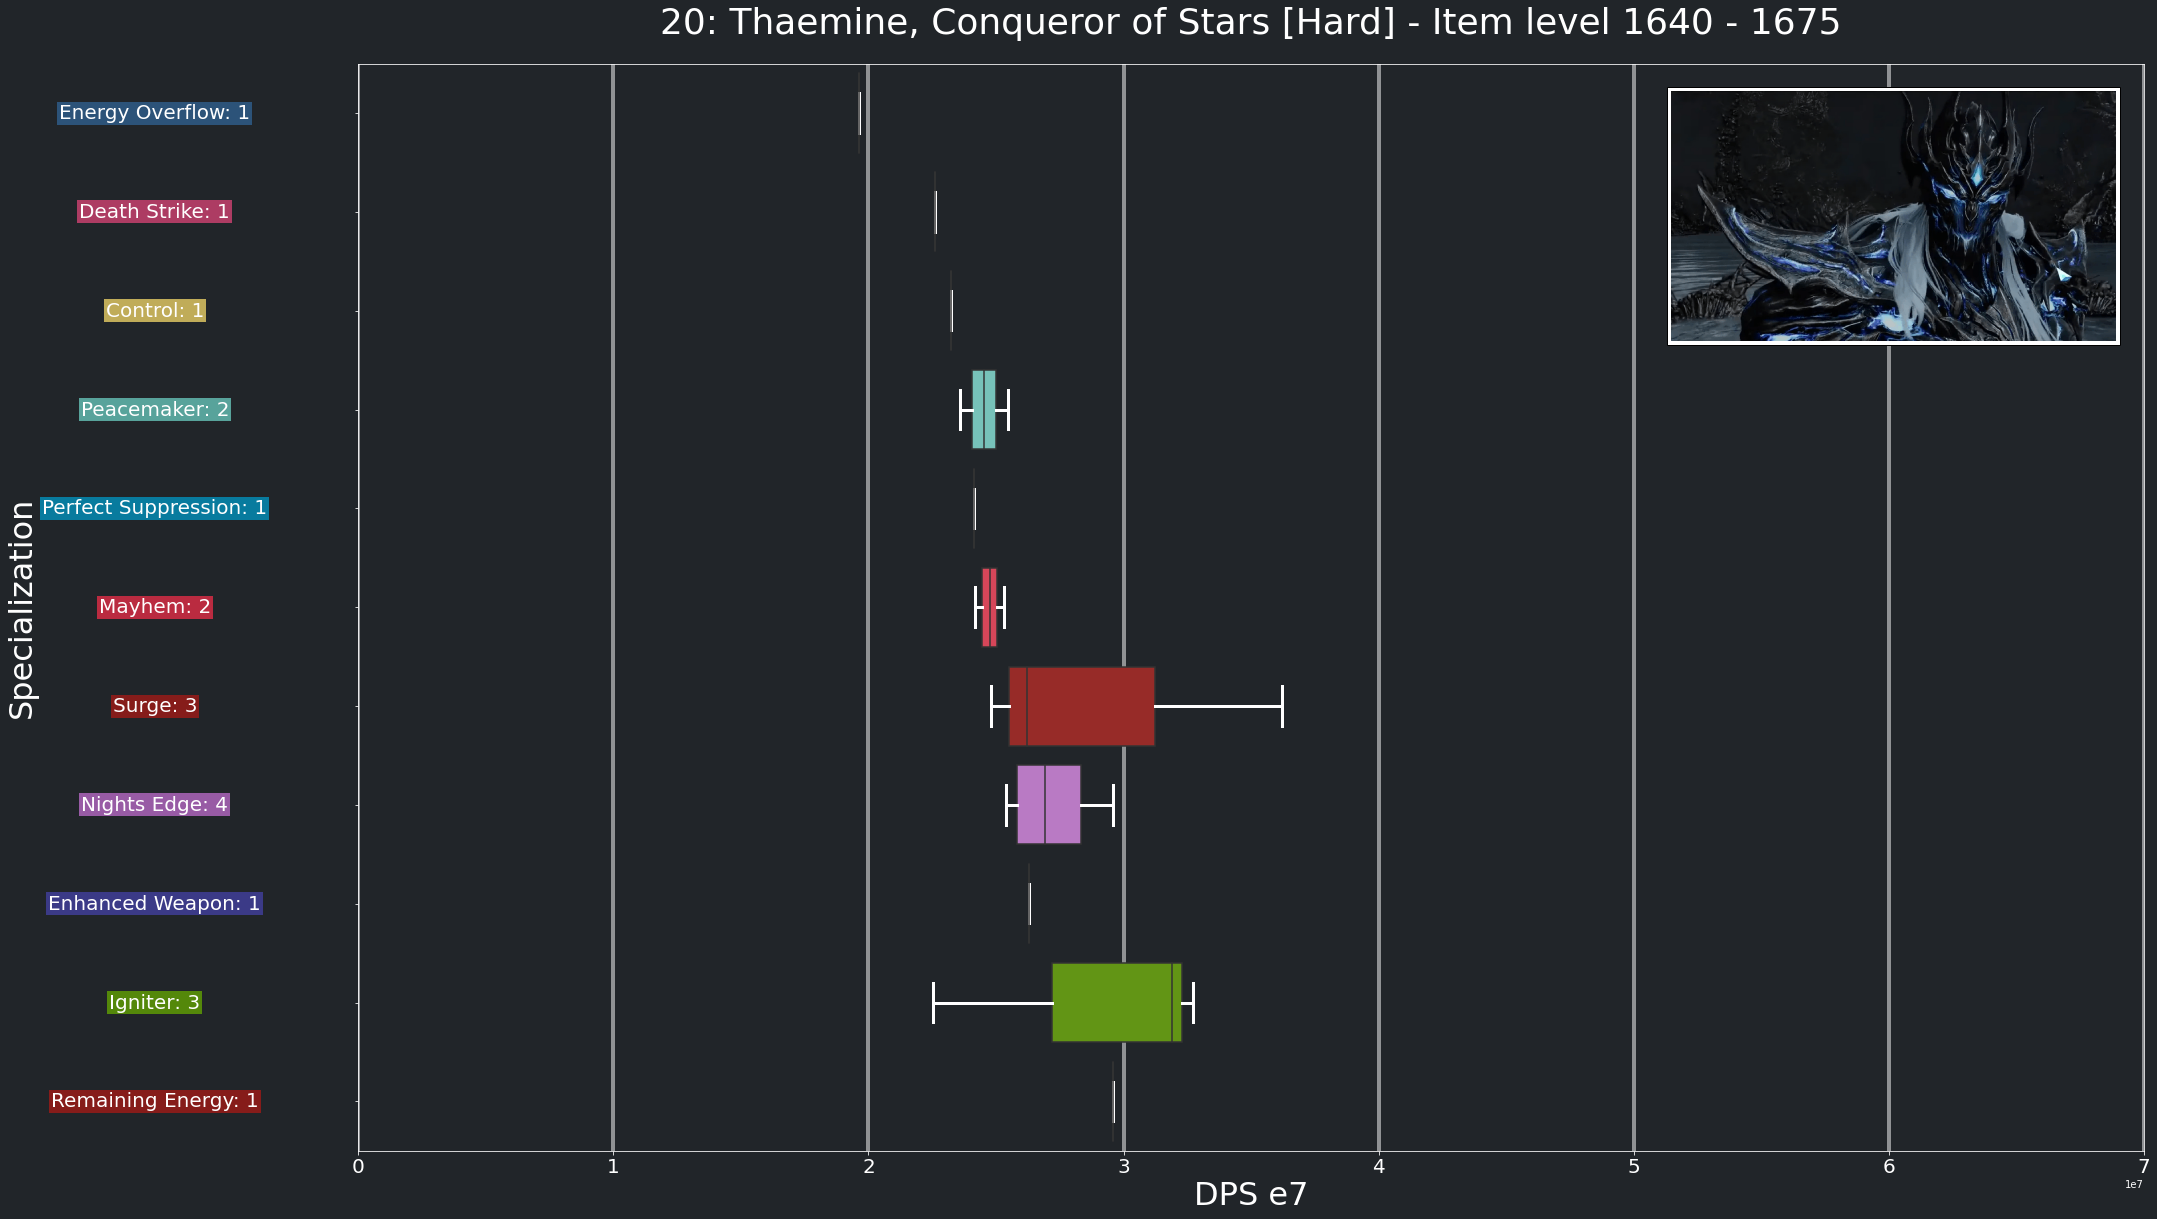 20: Thaemine, Conqueror of Stars [Hard] - Item level 1640 - 1675
Specialization
Energy Overflow: 1
Death Strike: 1
Control: 1
Peacemaker: 2
Perfect Suppression: 1
Mayhem: 2
Surge: 3
Nights Edge: 4
Enhanced Weapon: 1
Igniter: 3
Remaining Energy: 1
0 1 2 3 4 5 6 7
1e7
DPS e7